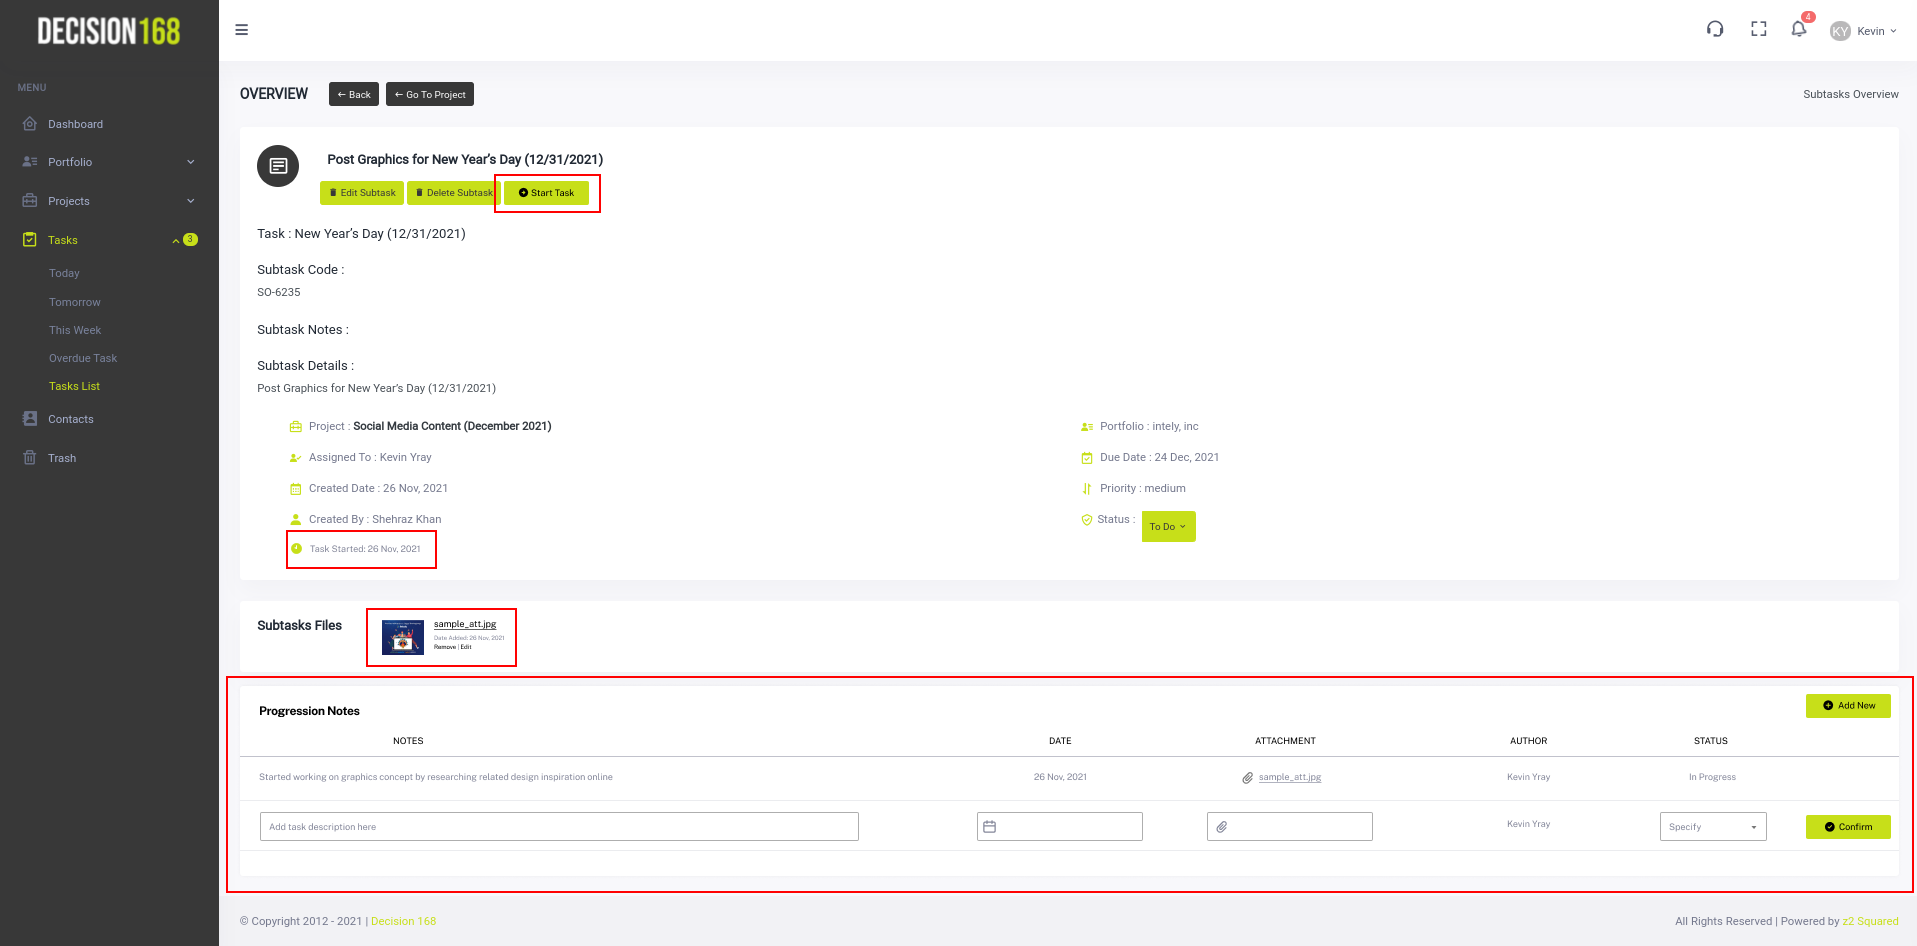 DECISION168
4
KY Kevin
MENU
Dashboard
Portfolio
Projects
Tasks 3
Today
Tomorrow
This Week
Overdue Task
Tasks List
Contacts
Trash
OVERVIEW
← Back
← Go To Project
Subtasks Overview
Post Graphics for New Year’s Day (12/31/2021)
Edit Subtask
Delete Subtask
Start Task
Task : New Year’s Day (12/31/2021)
Subtask Code :
SO-6235
Subtask Notes :
Subtask Details :
Post Graphics for New Year’s Day (12/31/2021)
Project : Social Media Content (December 2021)
Portfolio : intely, inc
Assigned To : Kevin Yray
Due Date : 24 Dec, 2021
Created Date : 26 Nov, 2021
Priority : medium
Created By : Shehraz Khan
Status : To Do
Task Started: 26 Nov, 2021
Subtasks Files
sample_att.jpg
Date Added: 26 Nov, 2021
Remove | Edit
Progression Notes
Add New
NOTES DATE ATTACHMENT AUTHOR STATUS
Started working on graphics concept by researching related design inspiration online 26 Nov, 2021 sample_att.jpg Kevin Yray In Progress
Add task description here Kevin Yray Specify Confirm
© Copyright 2012 - 2021 | Decision 168
All Rights Reserved | Powered by z2 Squared